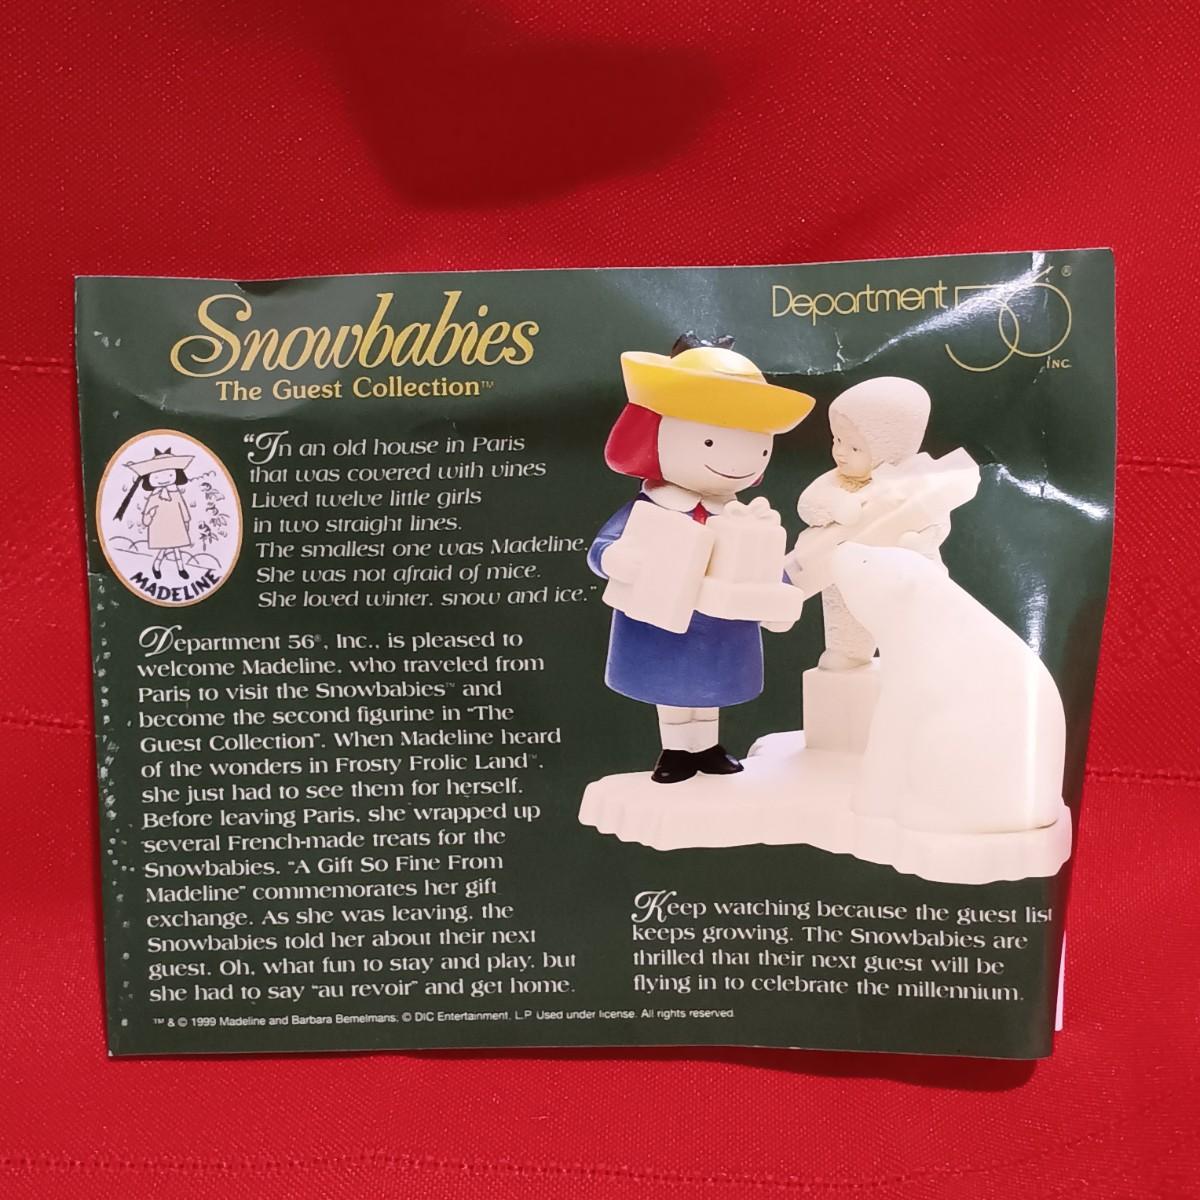 Snowbabies
The Guest Collection™
Department 56®
INC.
MADELINE
"In an old house in Paris
that was covered with vines
Lived twelve little girls
in two straight lines.
The smallest one was Madeline.
She was not afraid of mice.
She loved winter, snow and ice."
Department 56®, Inc., is pleased to
welcome Madeline, who traveled from
Paris to visit the Snowbabies™ and
become the second figurine in "The
Guest Collection". When Madeline heard
of the wonders in Frosty Frolic Land™,
she just had to see them for herself.
Before leaving Paris, she wrapped up
several French-made treats for the
Snowbabies. "A Gift So Fine From
Madeline" commemorates her gift
exchange. As she was leaving, the
Snowbabies told her about their next
guest. Oh, what fun to stay and play, but
she had to say "au revoir" and get home.
Keep watching because the guest list
keeps growing. The Snowbabies are
thrilled that their next guest will be
flying in to celebrate the millennium.
™ & © 1999 Madeline and Barbara Bemelmans; © DIC Entertainment, L.P. Used under license. All rights reserved.